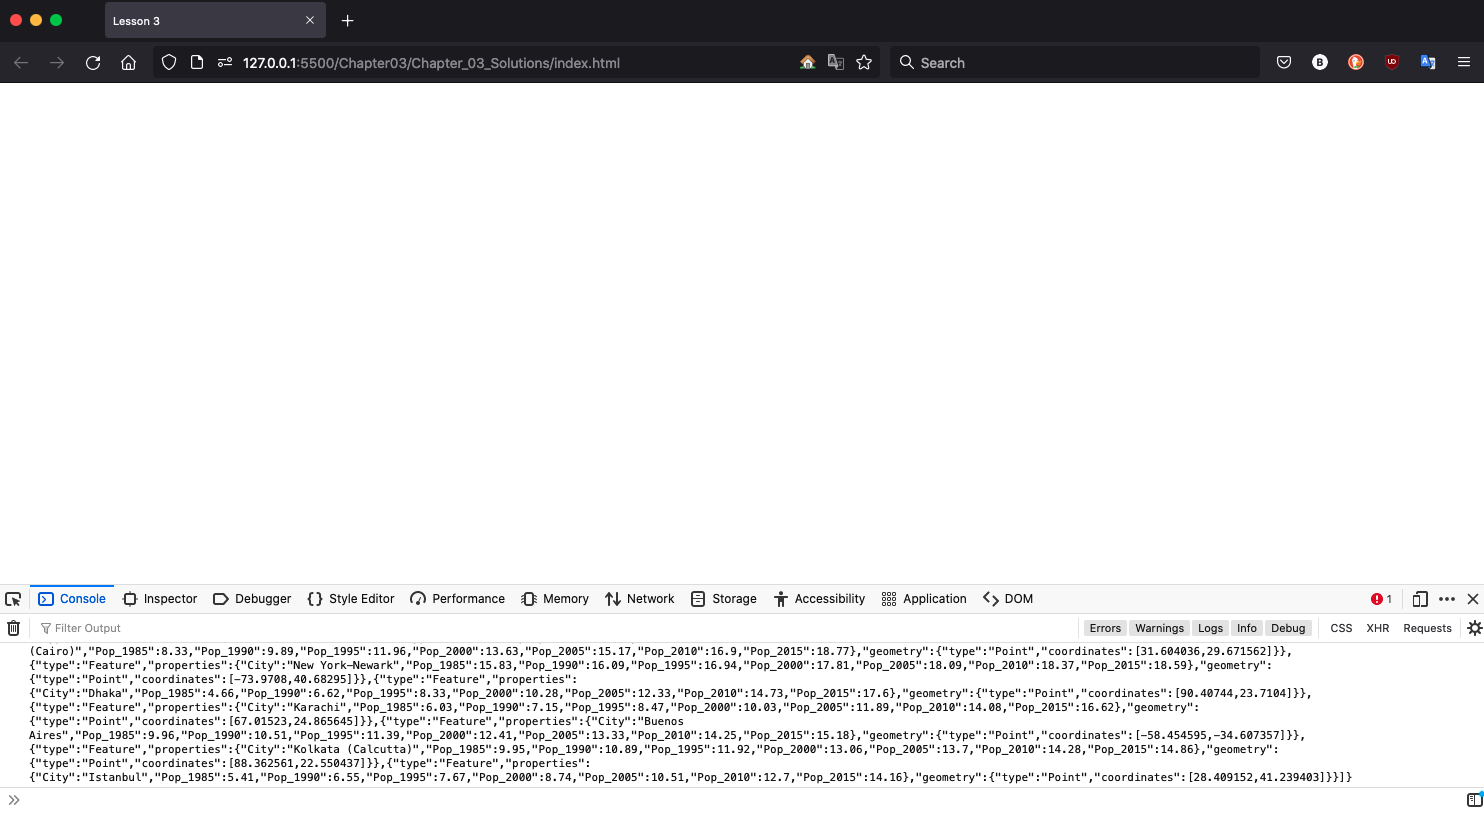 Lesson 3
127.0.0.1:5500/Chapter03/Chapter_03_Solutions/index.html
Search
B
UD
Console Inspector Debugger Style Editor Performance Memory Network Storage Accessibility Application DOM 1
Filter Output Errors Warnings Logs Info Debug CSS XHR Requests
(Cairo)","Pop_1985":8.33,"Pop_1990":9.89,"Pop_1995":11.96,"Pop_2000":13.63,"Pop_2005":15.17,"Pop_2010":16.9,"Pop_2015":18.77},"geometry":{"type":"Point","coordinates":[31.604036,29.671562]}},
{"type":"Feature","properties":{"City":"New York–Newark","Pop_1985":15.83,"Pop_1990":16.09,"Pop_1995":16.94,"Pop_2000":17.81,"Pop_2005":18.09,"Pop_2010":18.37,"Pop_2015":18.59},"geometry":
{"type":"Point","coordinates":[-73.9708,40.68295]}},{"type":"Feature","properties":
{"City":"Dhaka","Pop_1985":4.66,"Pop_1990":6.62,"Pop_1995":8.33,"Pop_2000":10.28,"Pop_2005":12.33,"Pop_2010":14.73,"Pop_2015":17.6},"geometry":{"type":"Point","coordinates":[90.40744,23.7104]}},
{"type":"Feature","properties":{"City":"Karachi","Pop_1985":6.03,"Pop_1990":7.15,"Pop_1995":8.47,"Pop_2000":10.03,"Pop_2005":11.89,"Pop_2010":14.08,"Pop_2015":16.62},"geometry":
{"type":"Point","coordinates":[67.01523,24.865645]}},{"type":"Feature","properties":{"City":"Buenos
Aires","Pop_1985":9.96,"Pop_1990":10.51,"Pop_1995":11.39,"Pop_2000":12.41,"Pop_2005":13.33,"Pop_2010":14.25,"Pop_2015":15.18},"geometry":{"type":"Point","coordinates":[-58.454595,-34.607357]}},
{"type":"Feature","properties":{"City":"Kolkata (Calcutta)","Pop_1985":9.95,"Pop_1990":10.89,"Pop_1995":11.92,"Pop_2000":13.06,"Pop_2005":13.7,"Pop_2010":14.28,"Pop_2015":14.86},"geometry":
{"type":"Point","coordinates":[88.362561,22.550437]}},{"type":"Feature","properties":
{"City":"Istanbul","Pop_1985":5.41,"Pop_1990":6.55,"Pop_1995":7.67,"Pop_2000":8.74,"Pop_2005":10.51,"Pop_2010":12.7,"Pop_2015":14.16},"geometry":{"type":"Point","coordinates":[28.409152,41.239403]}}]}